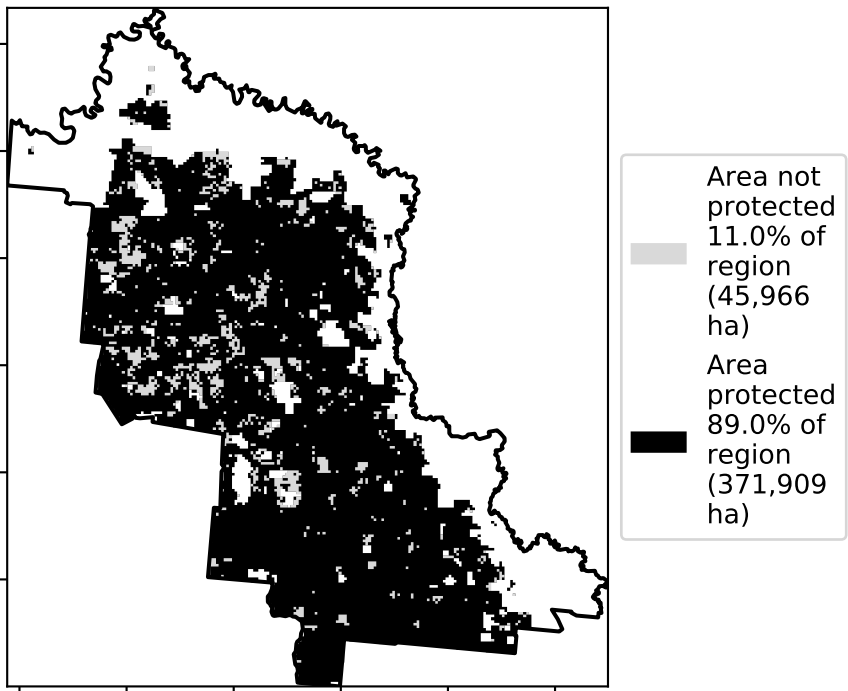 Area not
protected
11.0% of
region
(45,966
ha)
Area
protected
89.0% of
region
(371,909
ha)